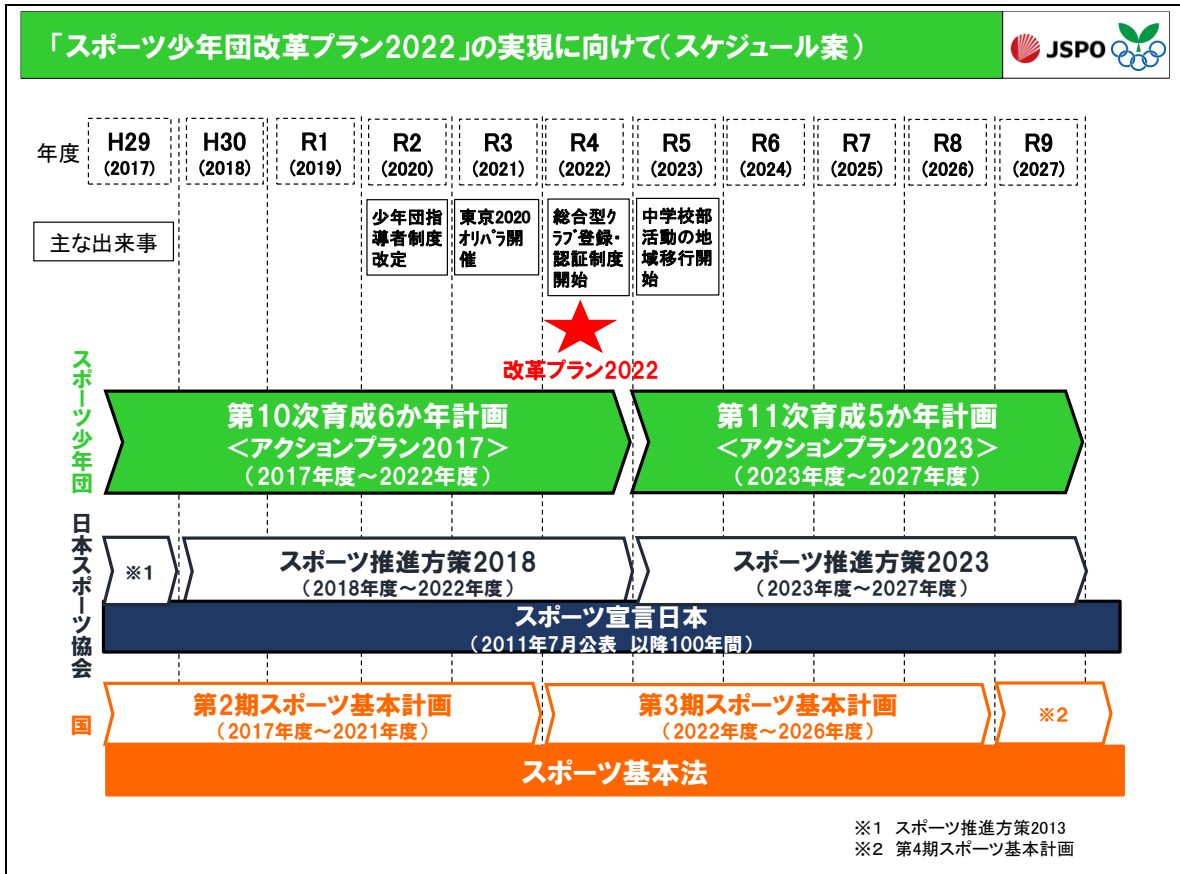 「スポーツ少年団改革プラン2022」の実現に向けて(スケジュール案)
JSPO
年度
H29
(2017)
H30
(2018)
R1
(2019)
R2
(2020)
R3
(2021)
R4
(2022)
R5
(2023)
R6
(2024)
R7
(2025)
R8
(2026)
R9
(2027)
主な出来事
少年団指
導者制度
改定
東京2020
オリパラ開
催
総合型ク
ラブ登録・
認証制度
開始
中学校部
活動の地
域移行開
始
改革プラン2022
スポーツ少年団
第10次育成6か年計画
<アクションプラン2017>
(2017年度~2022年度)
第11次育成5か年計画
<アクションプラン2023>
(2023年度~2027年度)
日本スポーツ協会
※1
スポーツ推進方策2018
(2018年度~2022年度)
スポーツ推進方策2023
(2023年度~2027年度)
スポーツ宣言日本
(2011年7月公表 以降100年間)
国
第2期スポーツ基本計画
(2017年度~2021年度)
第3期スポーツ基本計画
(2022年度~2026年度)
※2
スポーツ基本法
※1 スポーツ推進方策2013
※2 第4期スポーツ基本計画